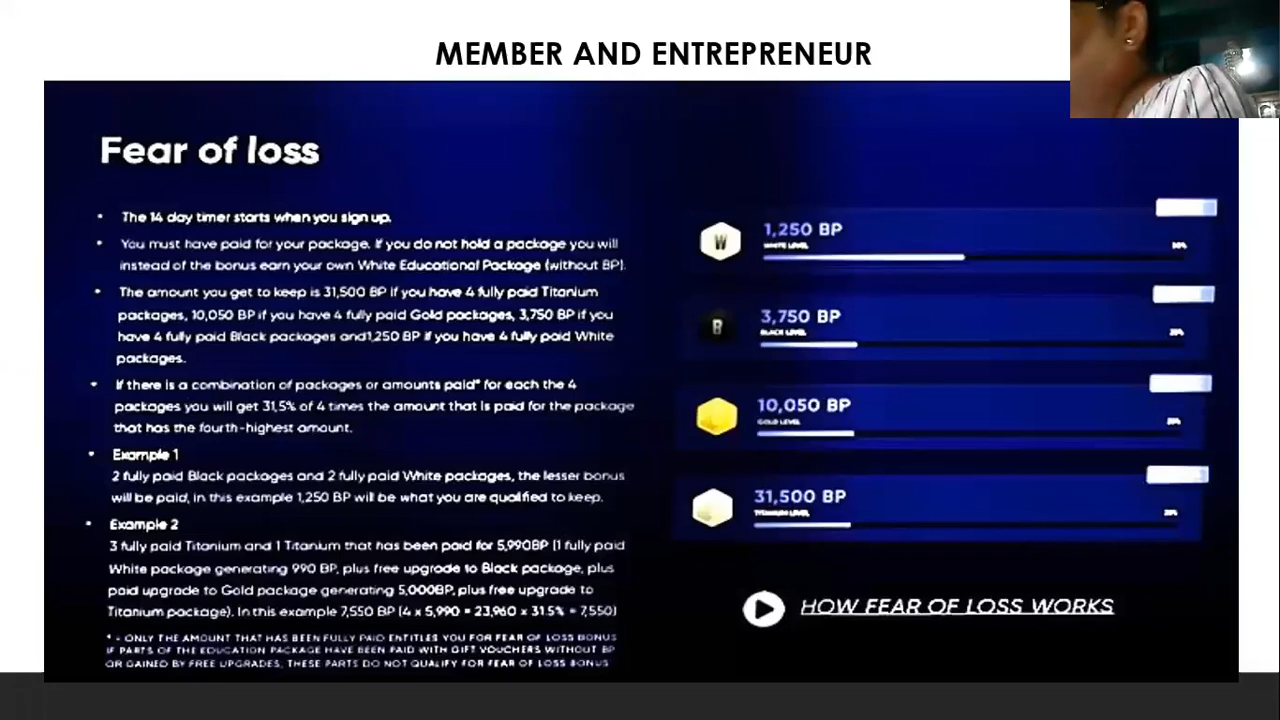 MEMBER AND ENTREPRENEUR
Fear of loss
• The 14 day timer starts when you sign up.
• You must have paid for your package. If you do not hold a package you will
instead of the bonus earn your own White Educational Package (without BP).
• The amount you get to keep is 31,500 BP if you have 4 fully paid Titanium
packages, 10,050 BP if you have 4 fully paid Gold packages, 3,750 BP if you
have 4 fully paid Black packages and1,250 BP if you have 4 fully paid White
packages.
• If there is a combination of packages or amounts paid* for each the 4
packages you will get 31,5% of 4 times the amount that is paid for the package
that has the fourth-highest amount.
• Example 1
2 fully paid Black packages and 2 fully paid White packages, the lesser bonus
will be paid, in this example 1,250 BP will be what you are qualified to keep.
• Example 2
3 fully paid Titanium and 1 Titanium that has been paid for 5,990BP (1 fully paid
White package generating 990 BP, plus free upgrade to Black package, plus
paid upgrade to Gold package generating 5,000BP, plus free upgrade to
Titanium package). In this example 7,550 BP (4 x 5,990 = 23,960 x 31.5% = 7,550)
* - ONLY THE AMOUNT THAT HAS BEEN FULLY PAID ENTITLES YOU FOR FEAR OF LOSS BONUS
IF PARTS OF THE EDUCATION PACKAGE HAVE BEEN PAID WITH GIFT VOUCHERS WITHOUT BP
OR GAINED BY FREE UPGRADES, THESE PARTS DO NOT QUALIFY FOR FEAR OF LOSS BONUS
W
1,250 BP
WHITE LEVEL
B
3,750 BP
BLACK LEVEL
10,050 BP
GOLD LEVEL
31,500 BP
TITANIUM LEVEL
HOW FEAR OF LOSS WORKS